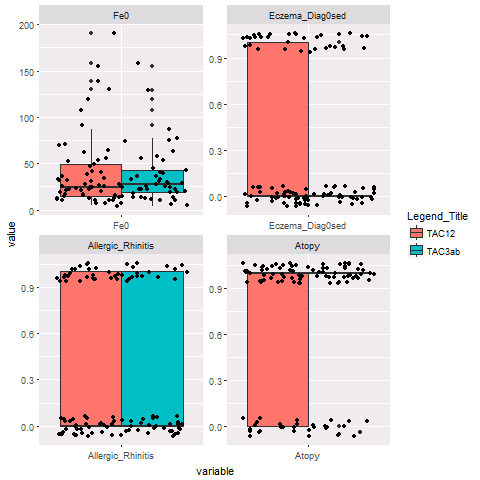 Fe0
Eczema_Diag0sed
200
150
100
50
0
0.9
0.6
0.3
0.0
Fe0
Eczema_Diag0sed
value
Legend_Title
TAC12
TAC3ab
Allergic_Rhinitis
Atopy
0.9
0.6
0.3
0.0
0.9
0.6
0.3
0.0
Allergic_Rhinitis
Atopy
variable